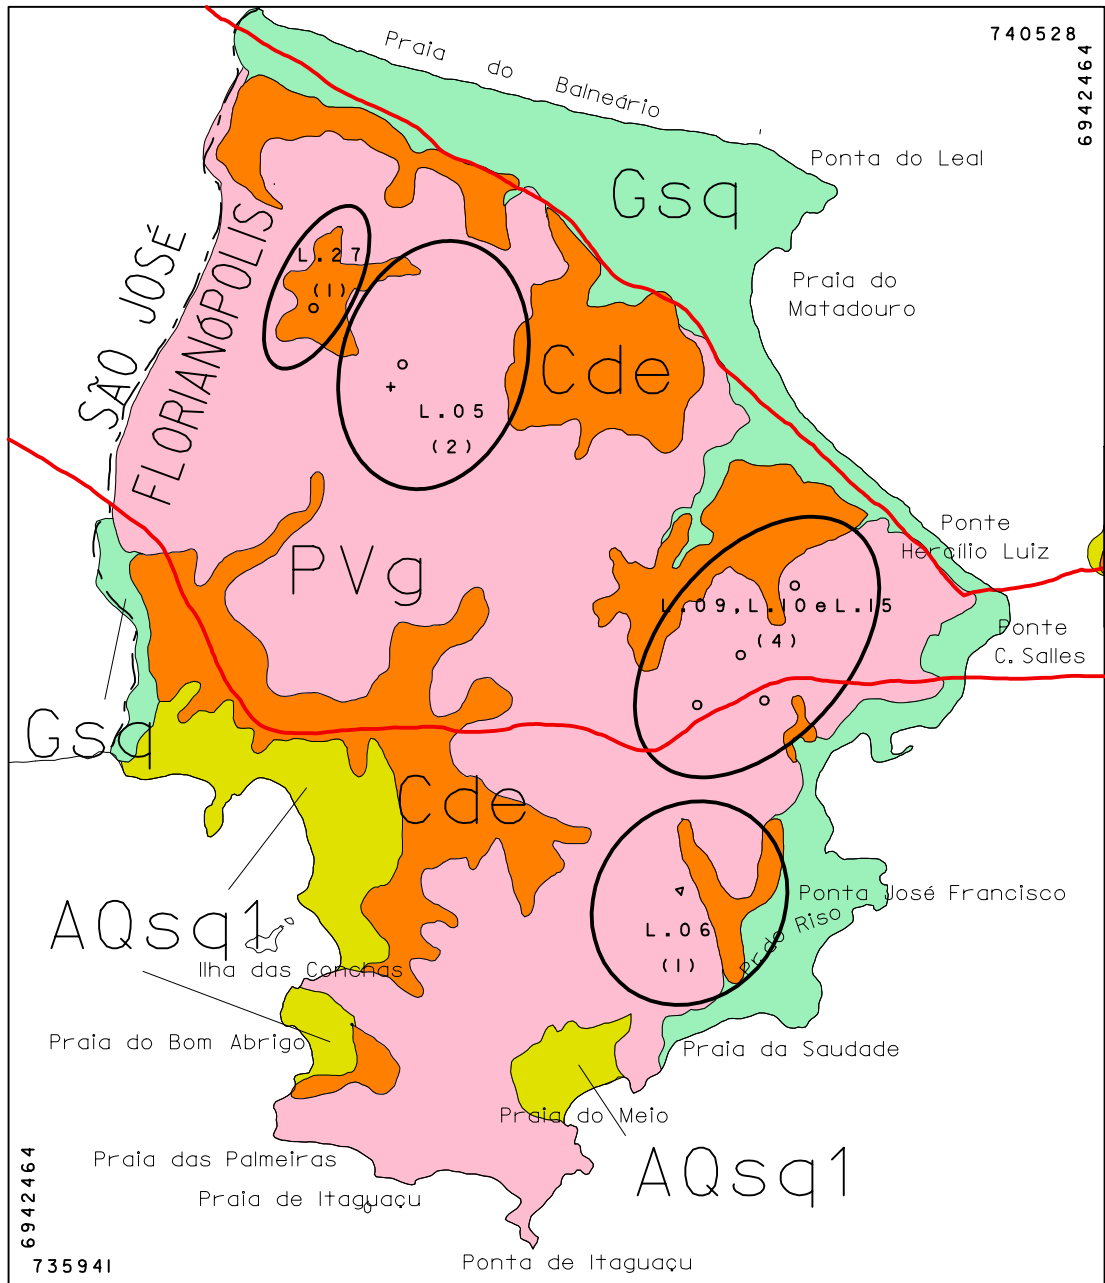 740528
6942464
Praia do Balneário
Ponta do Leal
Gsq
SÃO JOSÉ
FLORIANÓPOLIS
L.27
(1)
Praia do
Matadouro
Cde
L.05
(2)
PVg
Ponte
Hercílio Luiz
L.09, L.10 e L.15
(4)
Ponte
C. Salles
Gsq
Cde
AQsq1
Ilha das Conchas
Ponta José Francisco
Pr. do Riso
L.06
(1)
Praia do Bom Abrigo
Praia da Saudade
Praia do Meio
AQsq1
Praia das Palmeiras
Praia de Itaguaçu
Ponta de Itaguaçu
6942464
735941